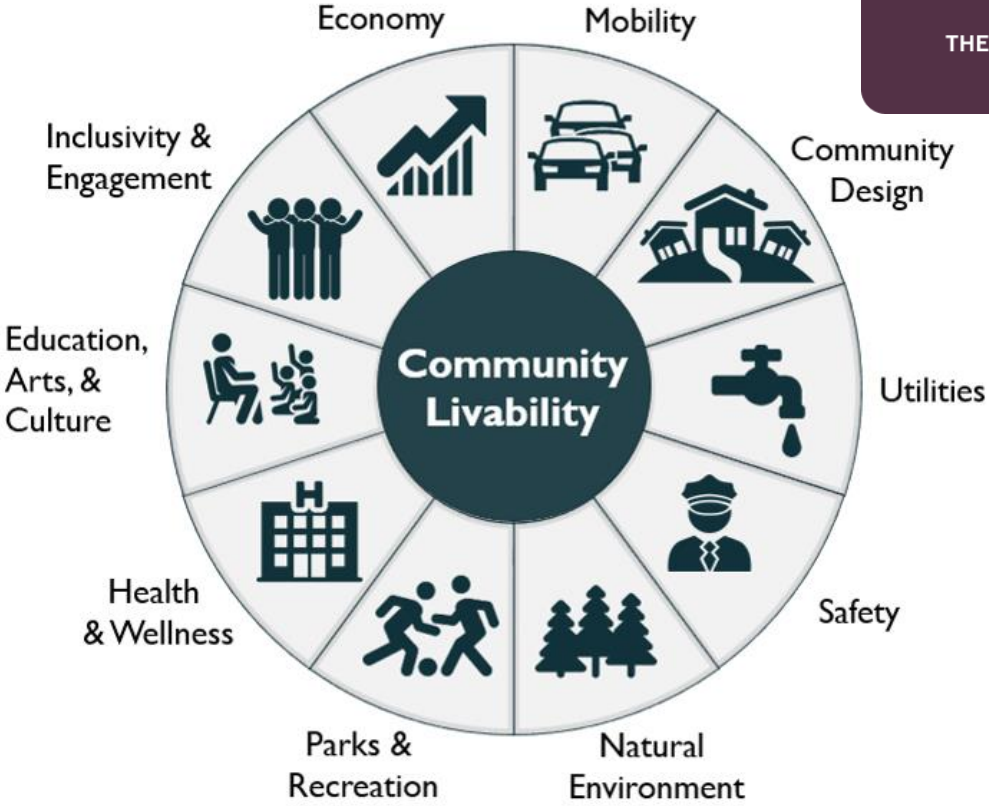 Economy
Mobility
THE
Inclusivity &
Engagement
Community
Design
Education,
Arts, &
Culture
Community
Livability
Utilities
H
Health
& Wellness
Safety
Parks &
Recreation
Natural
Environment